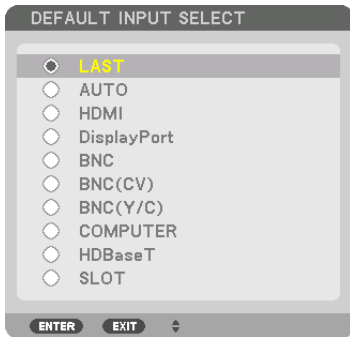 DEFAULT INPUT SELECT
LAST
AUTO
HDMI
DisplayPort
BNC
BNC(CV)
BNC(Y/C)
COMPUTER
HDBaseT
SLOT
ENTER EXIT